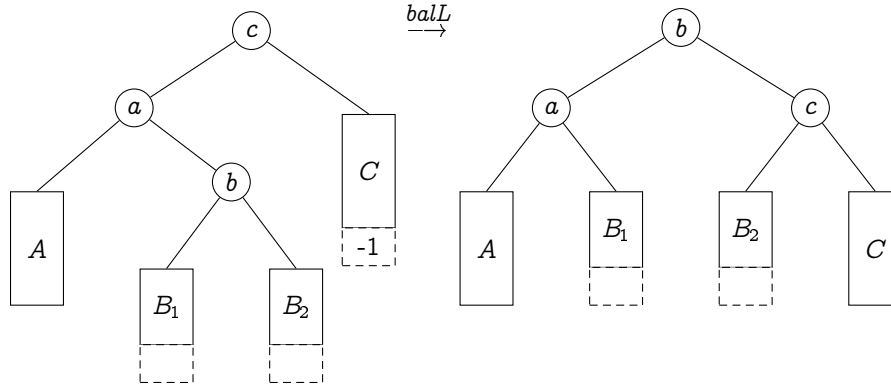 c balL b
a a c
b C
A -1 A B₁ B₂ C
B₁ B₂